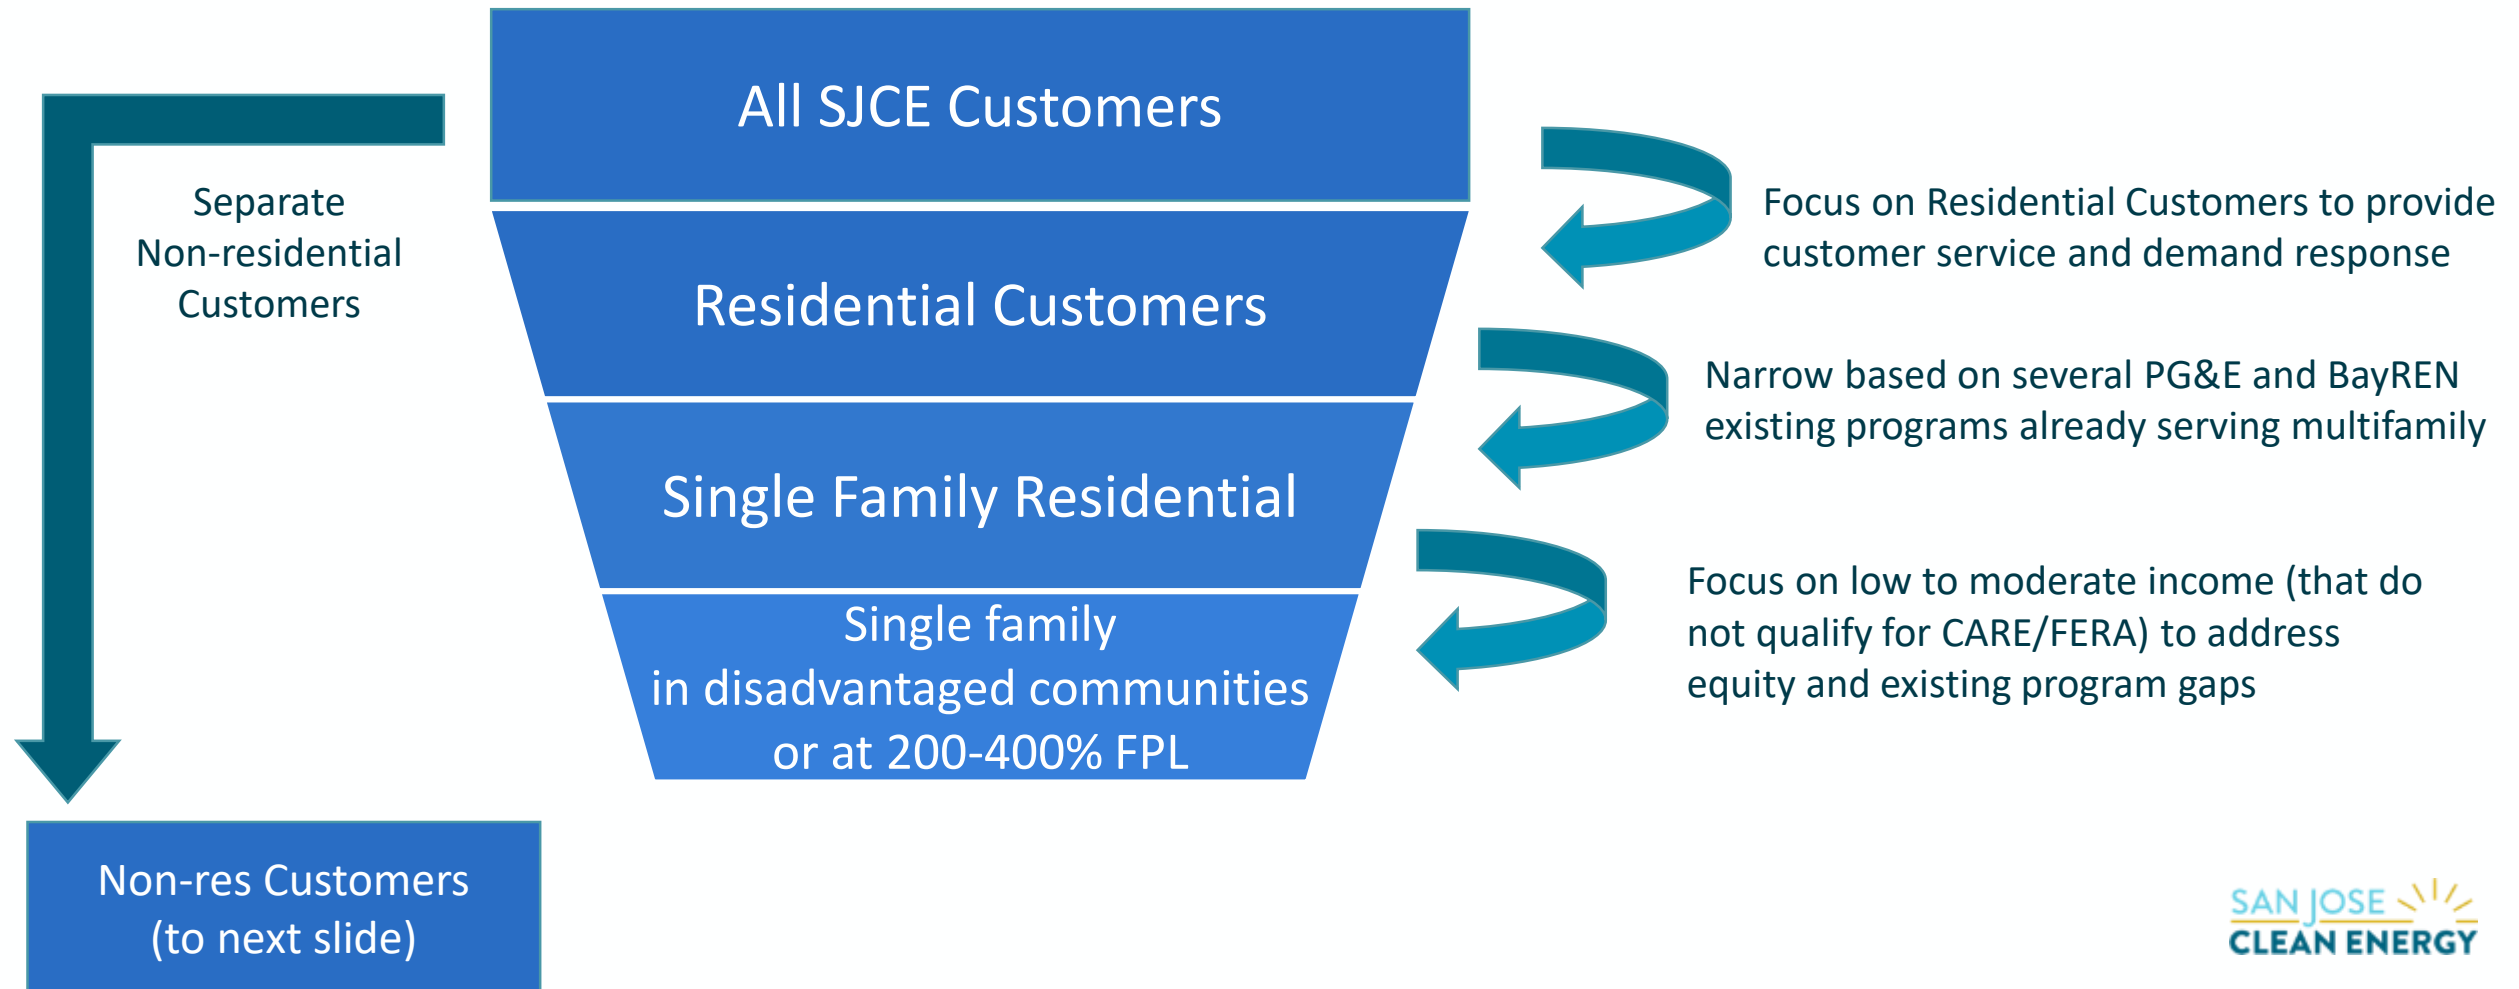 All SJCE Customers
Separate
Non-residential
Customers
Focus on Residential Customers to provide
customer service and demand response
Residential Customers
Narrow based on several PG&E and BayREN
existing programs already serving multifamily
Single Family Residential
Focus on low to moderate income (that do
not qualify for CARE/FERA) to address
equity and existing program gaps
Single family
in disadvantaged communities
or at 200-400% FPL
Non-res Customers
(to next slide)
SAN JOSE
CLEAN ENERGY